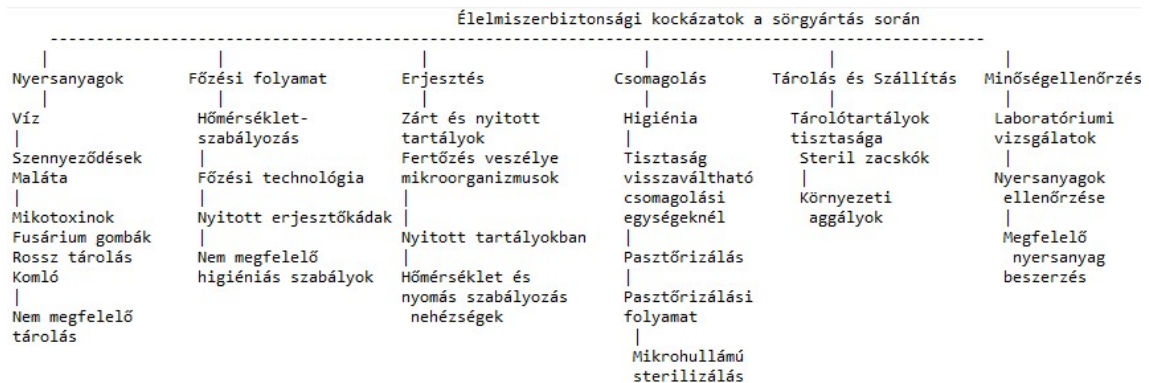 Élelmiszerbiztonsági kockázatok a sörgyártás során
Nyersanyagok
Víz
Szennyeződések
Maláta
Mikotoxinok
Fusárium gombák
Rossz tárolás
Komló
Nem megfelelő
tárolás
Főzési folyamat
Hőmérséklet-
szabályozás
Főzési technológia
Nyitott erjesztőkádak
Nem megfelelő
higiéniás szabályok
Erjesztés
Zárt és nyitott
tartályok
Fertőzés veszélye
mikroorganizmusok
Nyitott tartályokban
Hőmérséklet és
nyomás szabályozás
nehézségek
Csomagolás
Higiénia
Tisztaság
visszaváltható
csomagolási
egységeknél
Pasztőrizálás
Pasztőrizálási
folyamat
Mikrohullámú
sterilizálás
Tárolás és Szállítás
Tárolótartályok
tisztasága
Steril zacskók
Környezeti
aggályok
Minőségellenőrzés
Laboratóriumi
vizsgálatok
Nyersanyagok
ellenőrzése
Megfelelő
nyersanyag
beszerzés